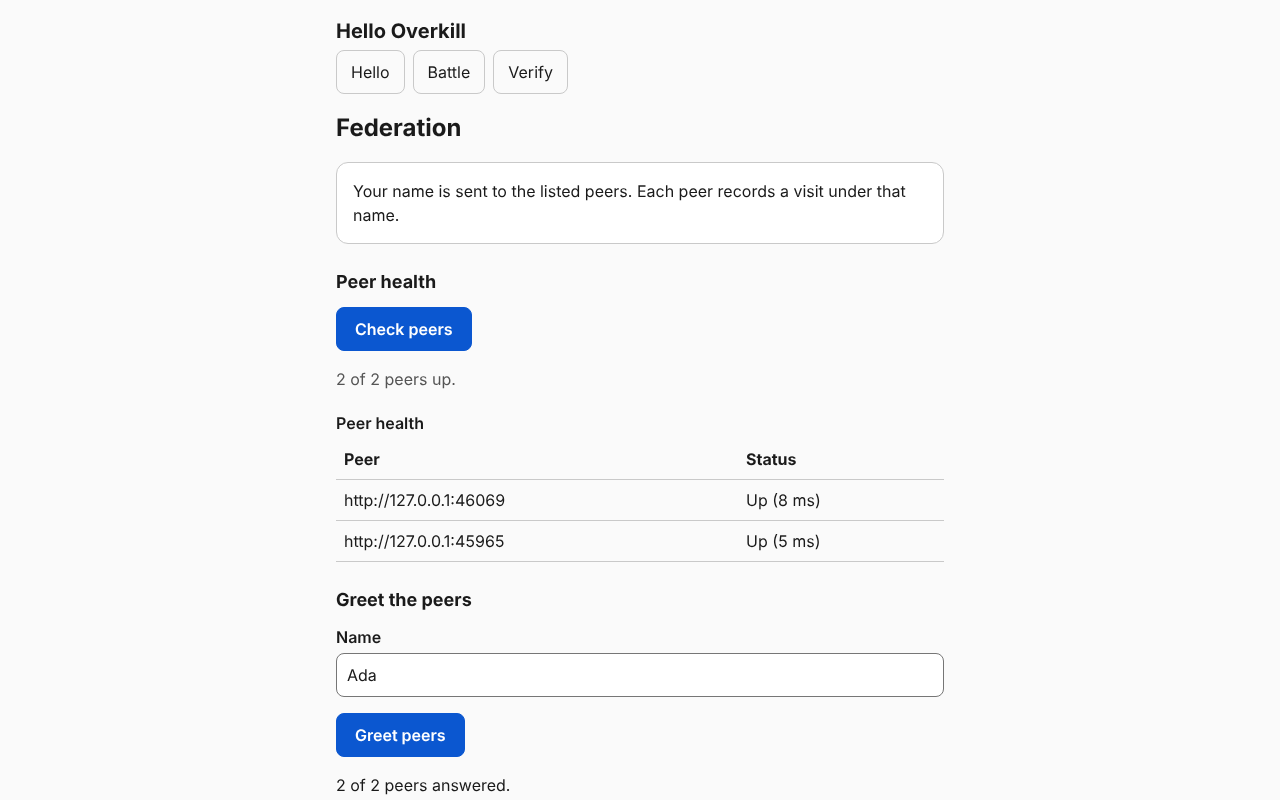 Hello Overkill
Hello Battle Verify
Federation
Your name is sent to the listed peers. Each peer records a visit under that
name.
Peer health
Check peers
2 of 2 peers up.
Peer health
Peer Status
http://127.0.0.1:46069 Up (8 ms)
http://127.0.0.1:45965 Up (5 ms)
Greet the peers
Name
Ada
Greet peers
2 of 2 peers answered.